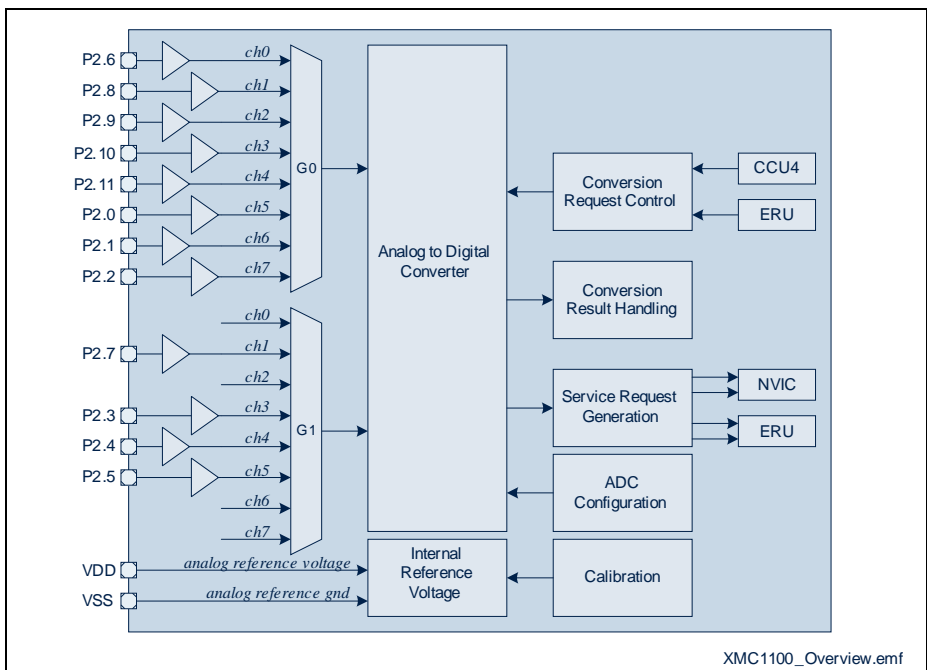 P2.6
ch0
P2.8
ch1
P2.9
ch2
P2.10
ch3
P2.11
ch4
P2.0
ch5
P2.1
ch6
P2.2
ch7
G0
ch0
P2.7
ch1
ch2
P2.3
ch3
P2.4
ch4
P2.5
ch5
ch6
ch7
G1
VDD
analog reference voltage
VSS
analog reference gnd
Analog to Digital
Converter
Internal
Reference
Voltage
Conversion
Request Control
CCU4
ERU
Conversion
Result Handling
Service Request
Generation
NVIC
ERU
ADC
Configuration
Calibration
XMC1100_Overview.emf